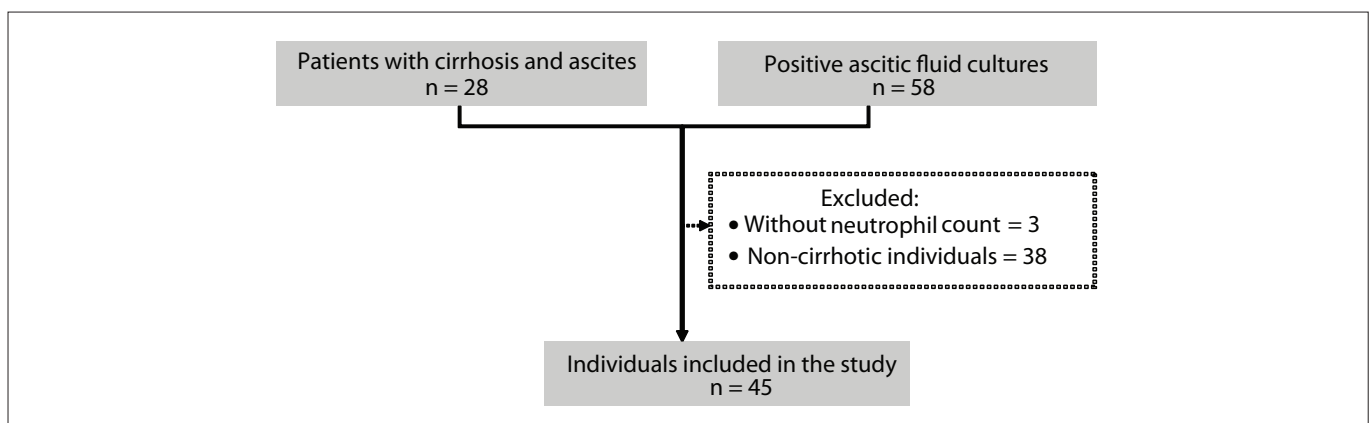 Patients with cirrhosis and ascites
n = 28
Positive ascitic fluid cultures
n = 58
Excluded:
• Without neutrophil count = 3
• Non-cirrhotic individuals = 38
Individuals included in the study
n = 45